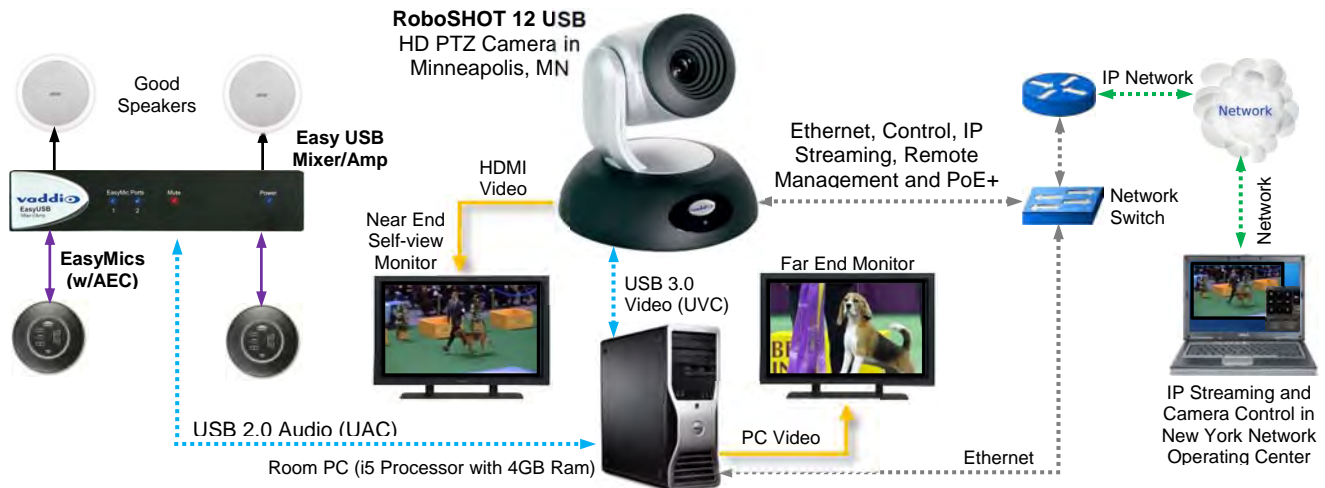 RoboSHOT 12 USB
HD PTZ Camera in
Minneapolis, MN
Good
Speakers
Easy USB
Mixer/Amp
vaddio
EasyUSB
EasyMic Ports
1 2
Mute
Power
EasyMics
(w/AEC)
HDMI
Video
Near End
Self-view
Monitor
USB 3.0
Video (UVC)
Far End Monitor
Ethernet, Control, IP
Streaming, Remote
Management and PoE+
IP Network
Network
Network
Switch
Network
USB 2.0 Audio (UAC)
Room PC (i5 Processor with 4GB Ram)
PC Video
Ethernet
IP Streaming and
Camera Control in
New York Network
Operating Center